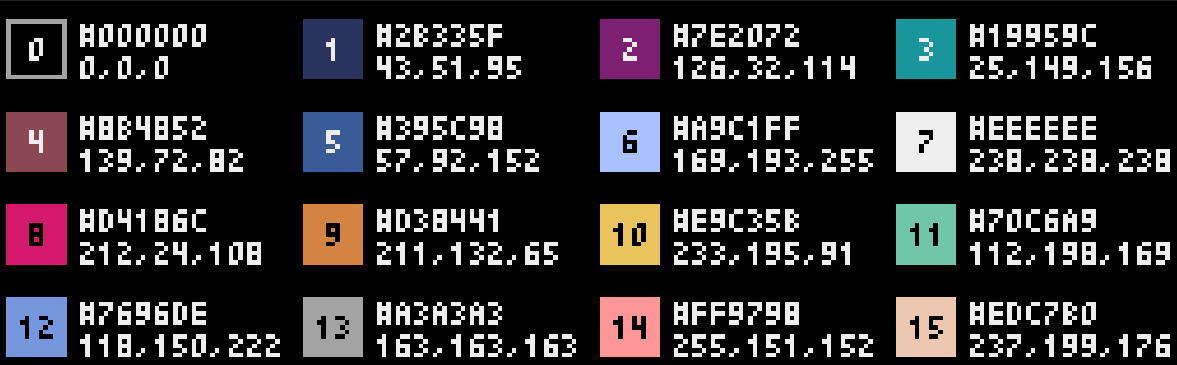 0 #000000
0,0,0
1 #2B335F
43,51,95
2 #7E2072
126,32,114
3 #19959C
25,149,156
4 #8B4852
139,72,82
5 #395C98
57,92,152
6 #A9C1FF
169,193,255
7 #EEEEEE
238,238,238
8 #D4186C
212,24,108
9 #D38441
211,132,65
10 #E9C35B
233,195,91
11 #70C6A9
112,198,169
12 #7696DE
118,150,222
13 #A3A3A3
163,163,163
14 #FF9798
255,151,152
15 #EDC7B0
237,199,176